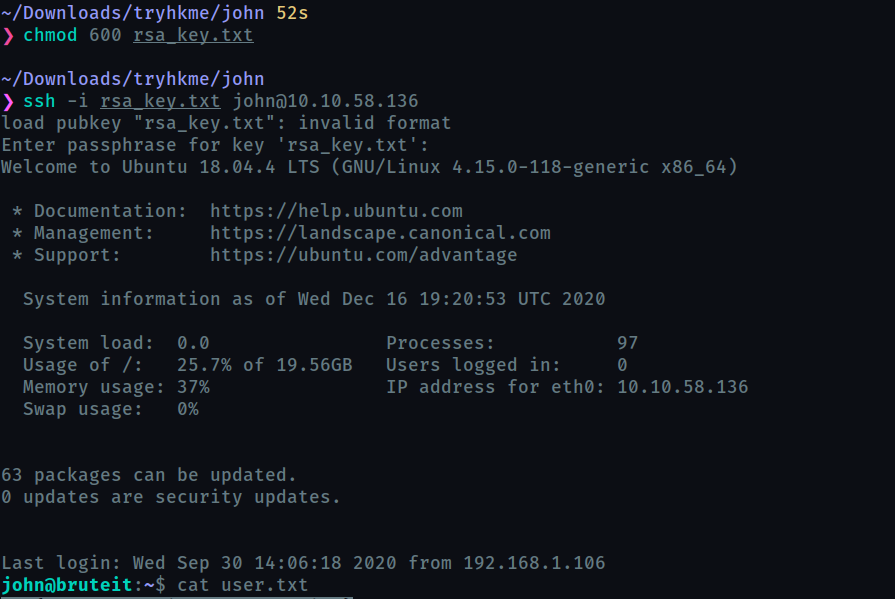 ~/Downloads/tryhkme/john 52s
❯ chmod 600 rsa_key.txt
~/Downloads/tryhkme/john
❯ ssh -i rsa_key.txt john@10.10.58.136
load pubkey "rsa_key.txt": invalid format
Enter passphrase for key 'rsa_key.txt':
Welcome to Ubuntu 18.04.4 LTS (GNU/Linux 4.15.0-118-generic x86_64)
* Documentation:  https://help.ubuntu.com
* Management:     https://landscape.canonical.com
* Support:        https://ubuntu.com/advantage
System information as of Wed Dec 16 19:20:53 UTC 2020
System load:  0.0                Processes:           97
Usage of /:   25.7% of 19.56GB   Users logged in:     0
Memory usage: 37%                IP address for eth0: 10.10.58.136
Swap usage:   0%
63 packages can be updated.
0 updates are security updates.
Last login: Wed Sep 30 14:06:18 2020 from 192.168.1.106
john@bruteit:~$ cat user.txt